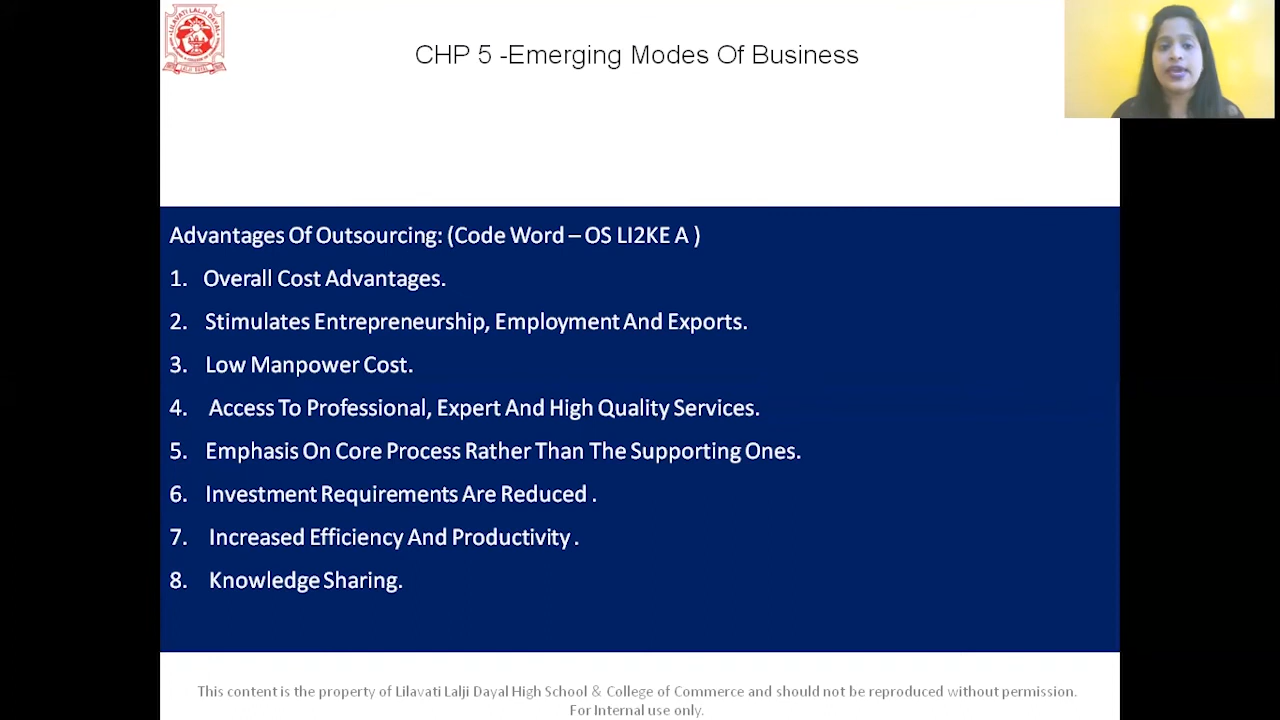 LILAVATI LALJI DAYAL
CHP 5 -Emerging Modes Of Business
Advantages Of Outsourcing: (Code Word – OS LI2KE A )
1. Overall Cost Advantages.
2. Stimulates Entrepreneurship, Employment And Exports.
3. Low Manpower Cost.
4. Access To Professional, Expert And High Quality Services.
5. Emphasis On Core Process Rather Than The Supporting Ones.
6. Investment Requirements Are Reduced .
7. Increased Efficiency And Productivity .
8. Knowledge Sharing.
This content is the property of Lilavati Lalji Dayal High School & College of Commerce and should not be reproduced without permission.
For Internal use only.